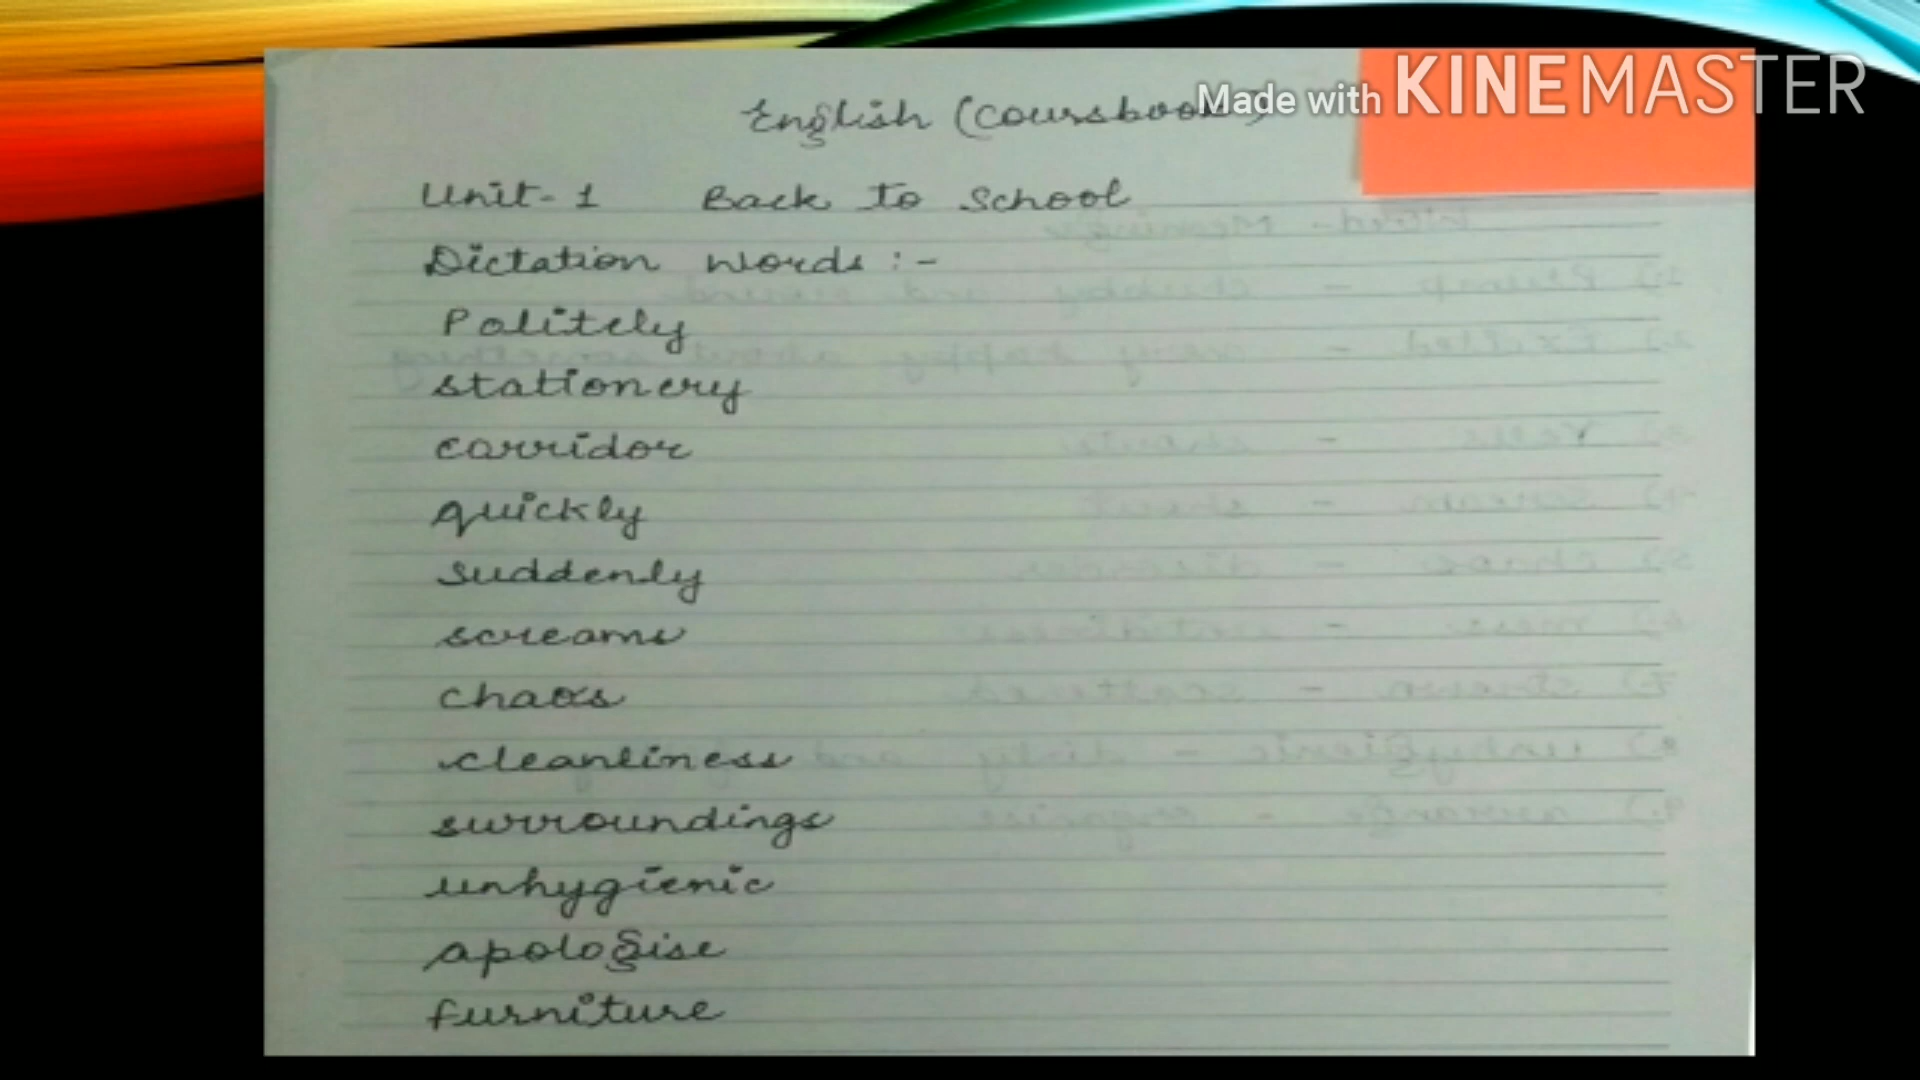 English (Coursbook)
Made with KINEMASTER
Unit-1 Back to School
Dictation words :-
Politely
stationery
corridor
quickly
suddenly
screams
chaos
cleanliness
surroundings
unhygienic
apologise
furniture